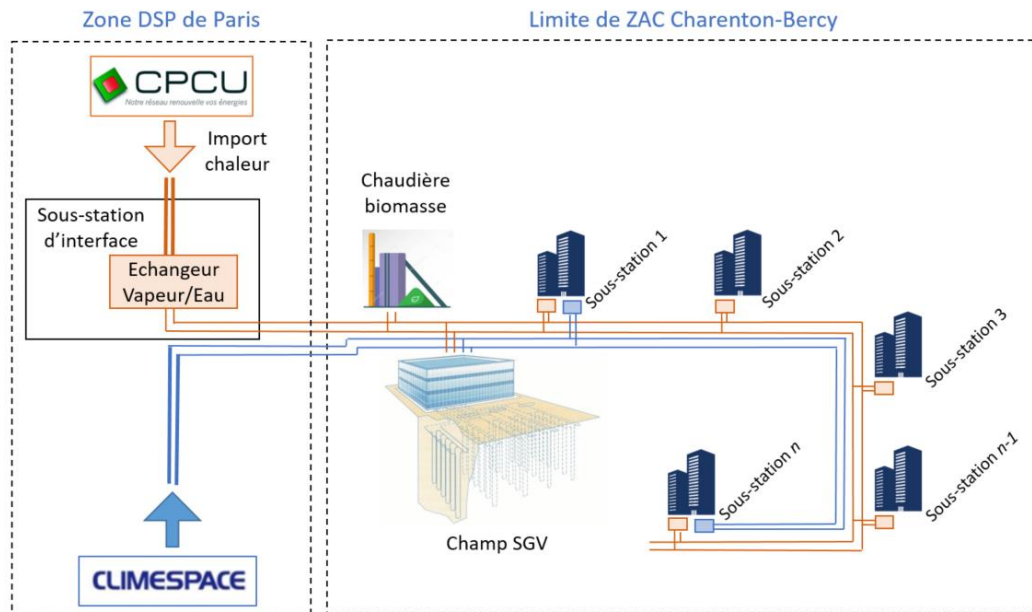 Zone DSP de Paris
Limite de ZAC Charenton-Bercy
CPCU
Notre réseau renouvelle vos énergies
Import
chaleur
Sous-station
d'interface
Echangeur
Vapeur/Eau
Chaudière
biomasse
Sous-station 1
Sous-station 2
Sous-station 3
Sous-station n-1
Sous-station n
Champ SGV
CLIMESPACE